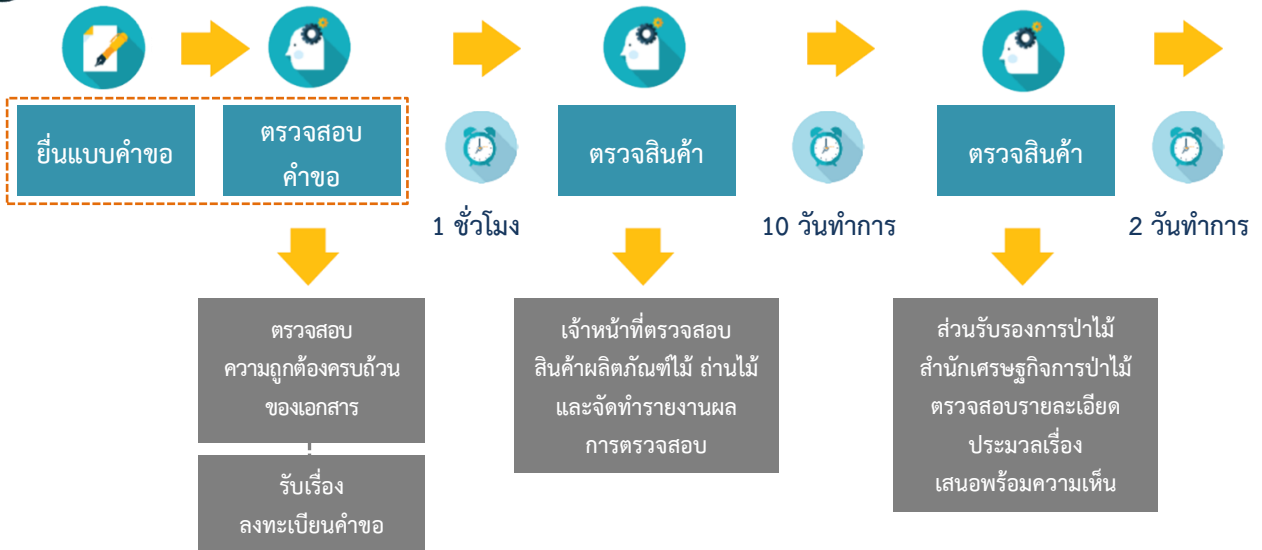 ยื่นแบบคำขอ
ตรวจสอบ
คำขอ
1 ชั่วโมง
ตรวจสินค้า
10 วันทำการ
ตรวจสินค้า
2 วันทำการ
ตรวจสอบ
ความถูกต้องครบถ้วน
ของเอกสาร
รับเรื่อง
ลงทะเบียนคำขอ
เจ้าหน้าที่ตรวจสอบ
สินค้าผลิตภัณฑ์ไม้ ถ่านไม้
และจัดทำรายงานผล
การตรวจสอบ
ส่วนรับรองการป่าไม้
สำนักเศรษฐกิจการป่าไม้
ตรวจสอบรายละเอียด
ประมวลเรื่อง
เสนอพร้อมความเห็น